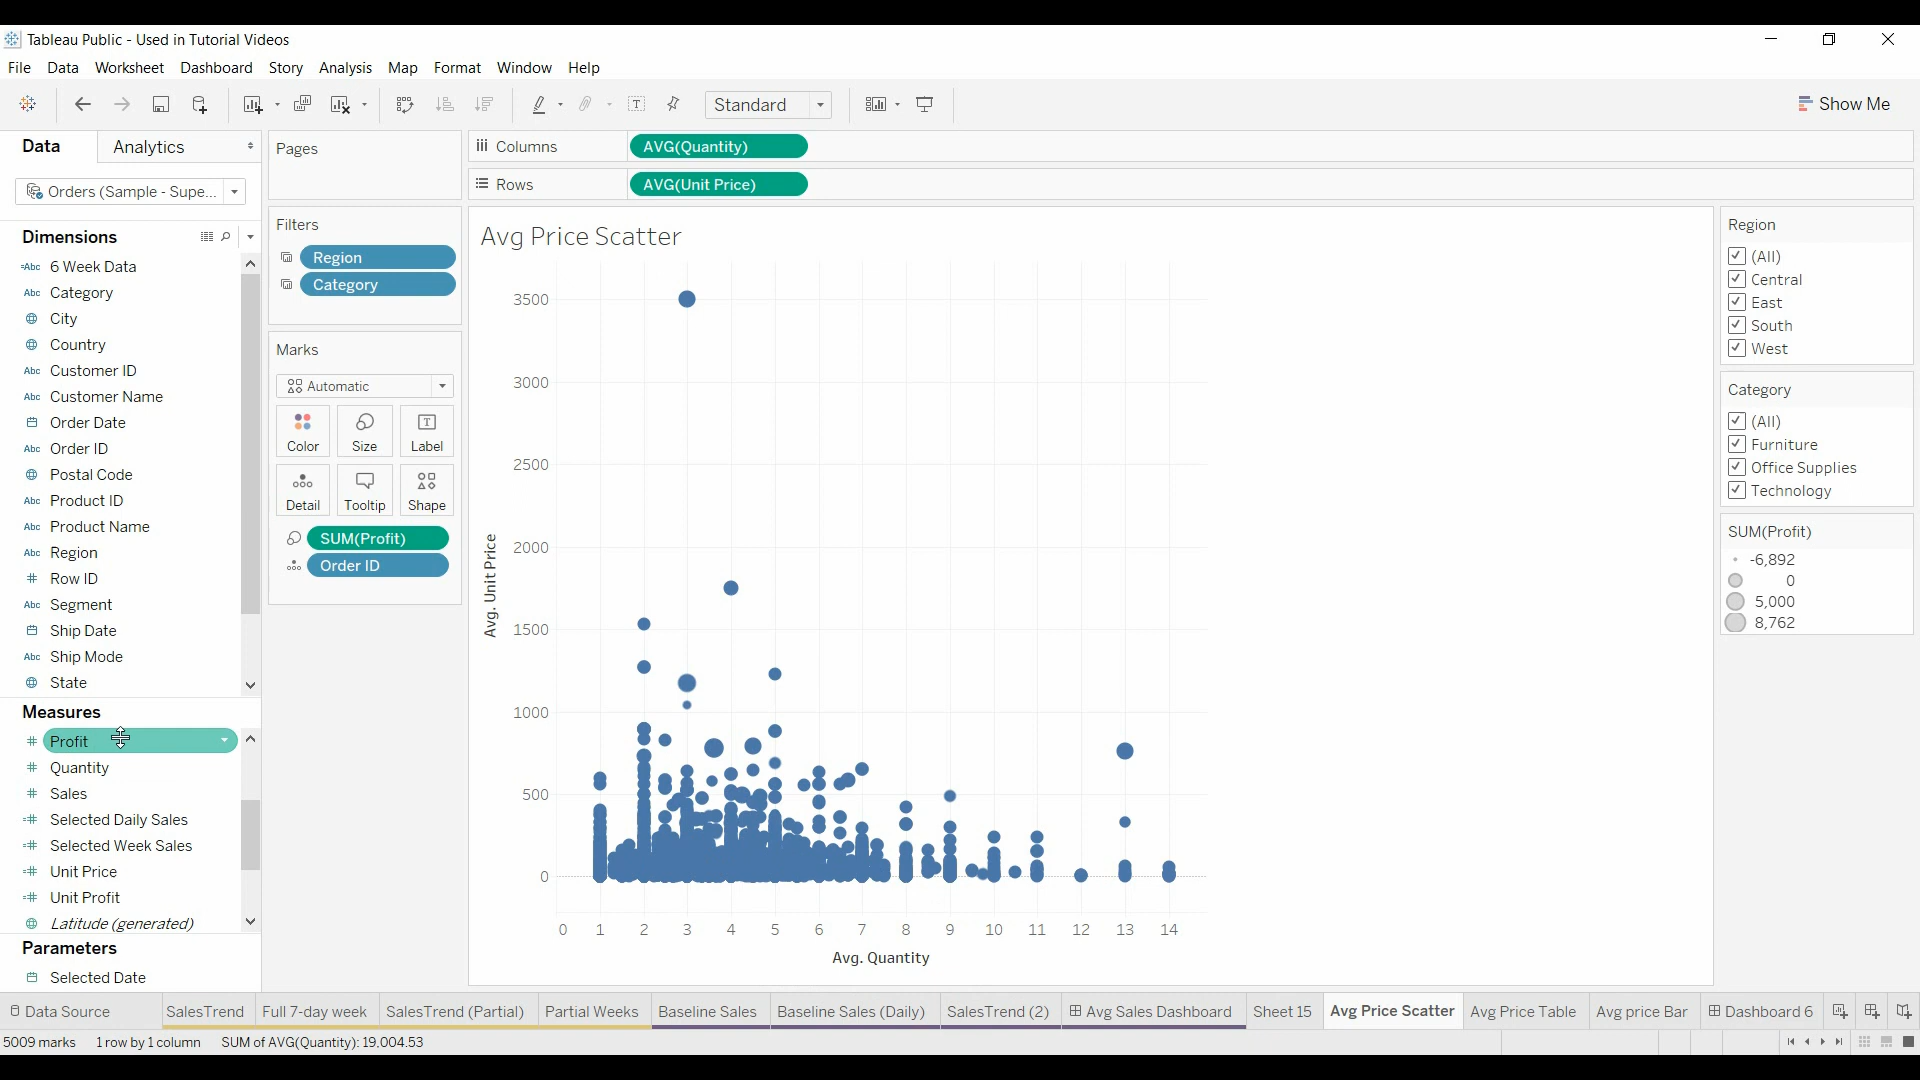 Tableau Public - Used in Tutorial Videos
File Data Worksheet Dashboard Story Analysis Map Format Window Help
Standard
Show Me
Data Analytics
Orders (Sample - Supe...
Dimensions
Abc 6 Week Data
Abc Category
City
Country
Abc Customer ID
Abc Customer Name
Order Date
Abc Order ID
Postal Code
Abc Product ID
Abc Product Name
Abc Region
# Row ID
Abc Segment
Ship Date
Abc Ship Mode
State
Measures
# Profit
# Quantity
# Sales
=# Selected Daily Sales
=# Selected Week Sales
=# Unit Price
=# Unit Profit
Latitude (generated)
Parameters
Selected Date
Pages
Filters
Region
Category
Marks
Automatic
Color Size Label
Detail Tooltip Shape
SUM(Profit)
Order ID
Columns AVG(Quantity)
Rows AVG(Unit Price)
Avg Price Scatter
3500
3000
2500
2000
1500
1000
500
0
Avg. Unit Price
0 1 2 3 4 5 6 7 8 9 10 11 12 13 14
Avg. Quantity
Region
(All)
Central
East
South
West
Category
(All)
Furniture
Office Supplies
Technology
SUM(Profit)
-6,892
0
5,000
8,762
Data Source SalesTrend Full 7-day week SalesTrend (Partial) Partial Weeks Baseline Sales Baseline Sales (Daily) SalesTrend (2) Avg Sales Dashboard Sheet 15 Avg Price Scatter Avg Price Table Avg price Bar Dashboard 6
5009 marks 1 row by 1 column SUM of AVG(Quantity): 19,004.53